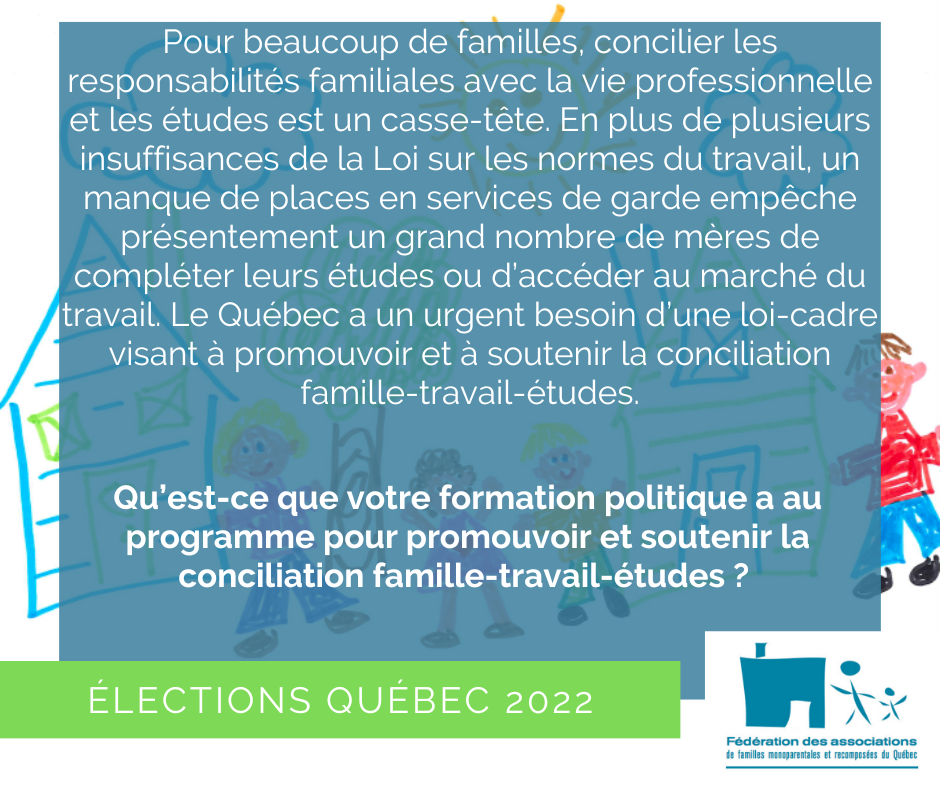 Pour beaucoup de familles, concilier les
responsabilités familiales avec la vie professionnelle
et les études est un casse-tête. En plus de plusieurs
insuffisances de la Loi sur les normes du travail, un
manque de places en services de garde empêche
présentement un grand nombre de mères de
compléter leurs études ou d'accéder au marché du
travail. Le Québec a un urgent besoin d'une loi-cadre
visant à promouvoir et à soutenir la conciliation
famille-travail-études.
Qu'est-ce que votre formation politique a au
programme pour promouvoir et soutenir la
conciliation famille-travail-études ?
ÉLECTIONS QUÉBEC 2022
Fédération des associations
de familles monoparentales et recomposées du Québec